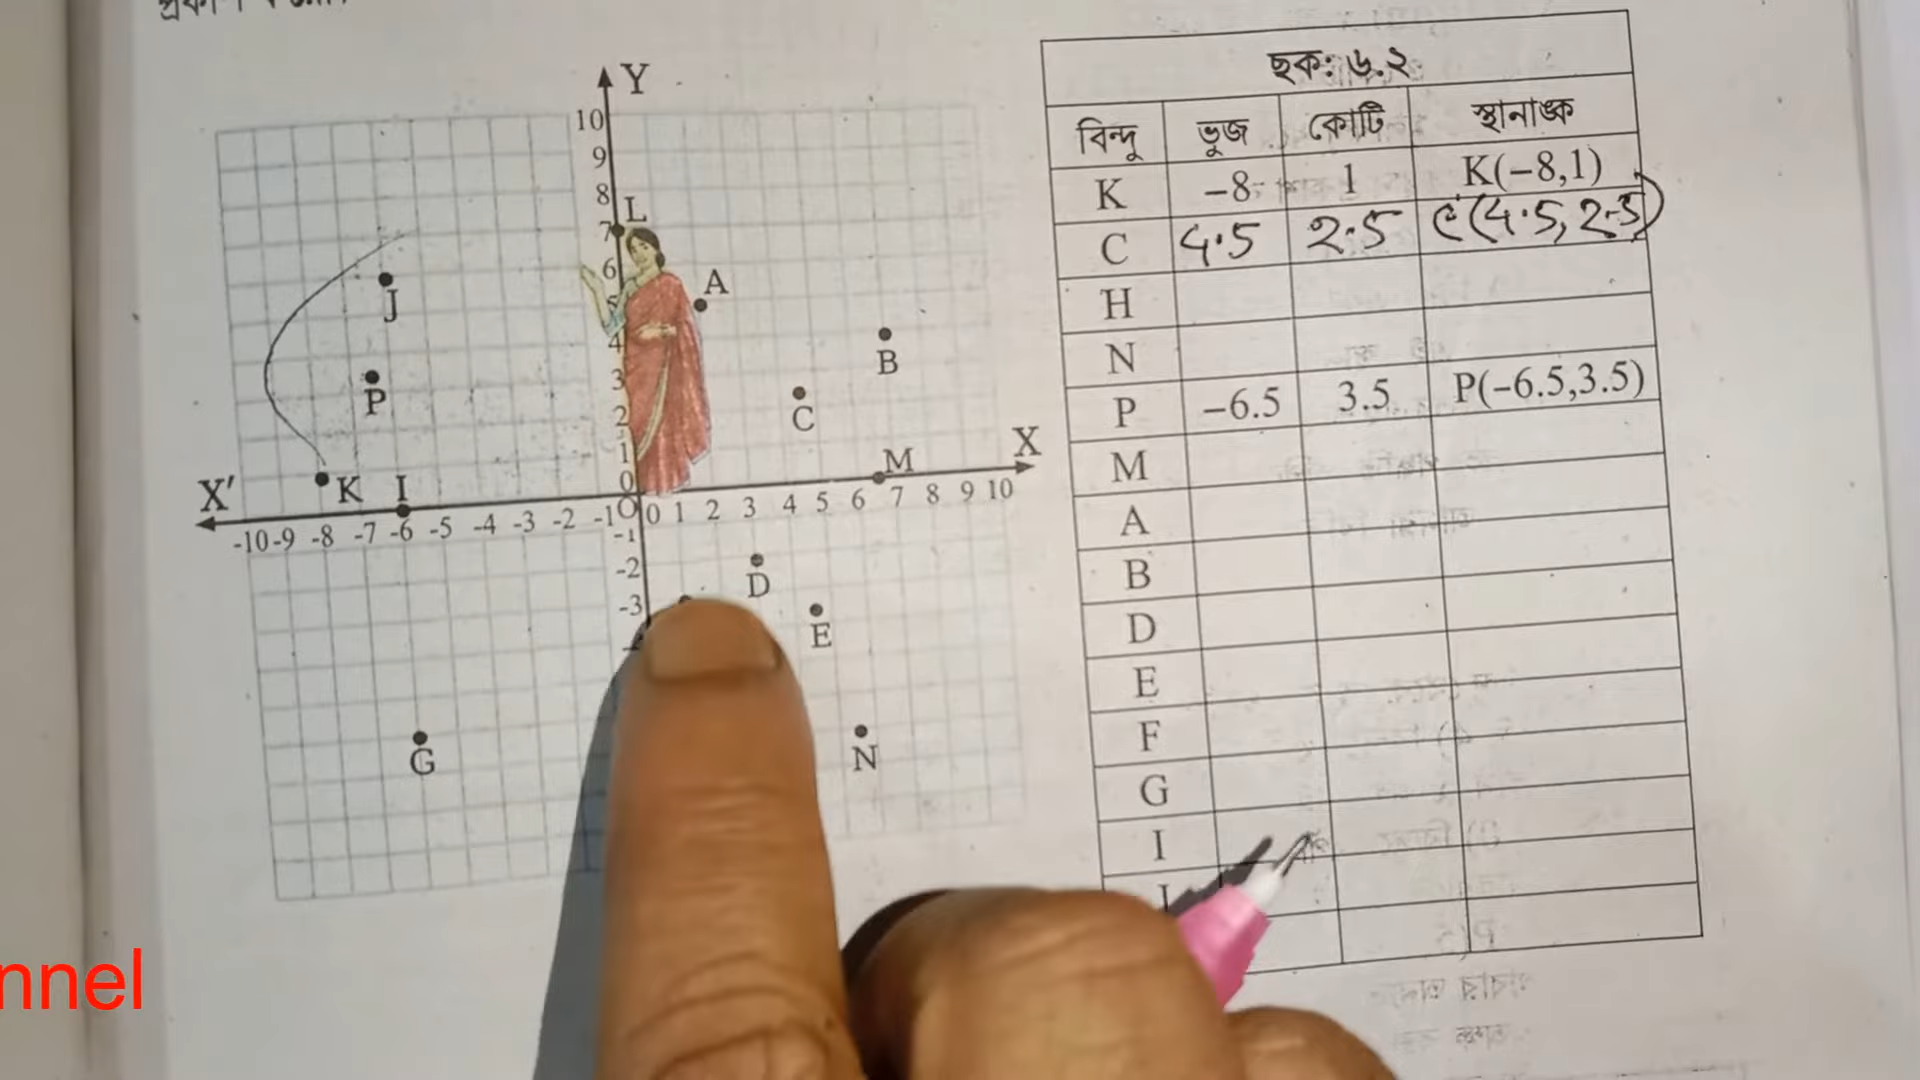 Y
10
9
8
L
7
6
A
J
5
4
B
3
P
2
C
1
X
M
0
X′
K
I
O
0 1 2 3 4 5 6 7 8 9 10
-10 -9 -8 -7 -6 -5 -4 -3 -2 -1
-1
-2
D
-3
E
G
N
ছক: ৬.২
বিন্দু ভুজ কোটি স্থানাঙ্ক
K −8 1 K(−8,1)
C 4.5 2.5 C(4.5, 2.5)
H
N
P −6.5 3.5 P(−6.5,3.5)
M
A
B
D
E
F
G
I
nnel